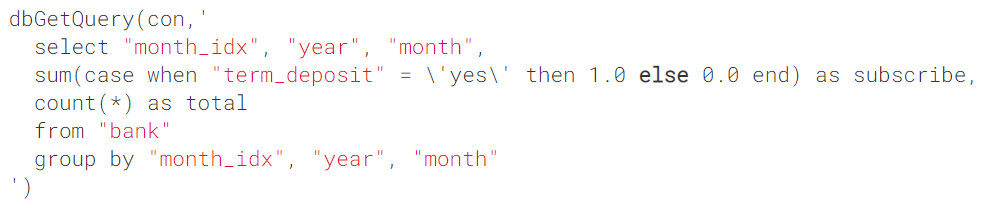 dbGetQuery(con,'
  select "month_idx", "year", "month",
  sum(case when "term_deposit" = \'yes\' then 1.0 else 0.0 end) as subscribe,
  count(*) as total
  from "bank"
  group by "month_idx", "year", "month"
')